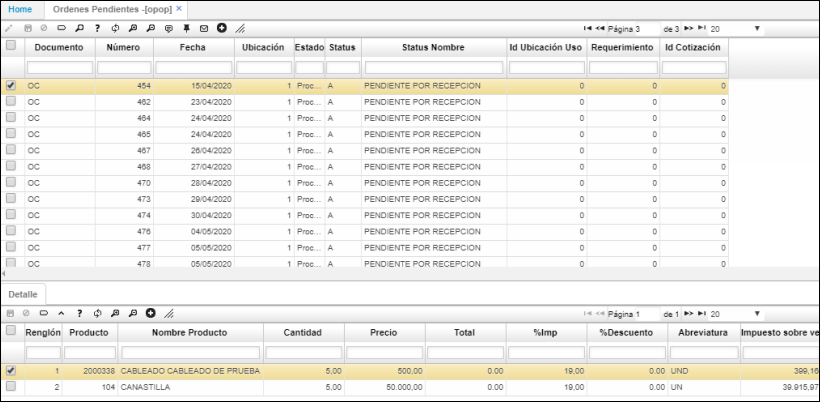 Home Ordenes Pendientes -[opop] ×
Página 3 de 3 20
Documento Número Fecha Ubicación Estado Status Status Nombre Id Ubicación Uso Requerimiento Id Cotización
OC 454 15/04/2020 1 Proc... A PENDIENTE POR RECEPCION 0 0 0
OC 462 23/04/2020 1 Proc... A PENDIENTE POR RECEPCION 0 0 0
OC 464 24/04/2020 1 Proc... A PENDIENTE POR RECEPCION 0 0 0
OC 465 24/04/2020 1 Proc... A PENDIENTE POR RECEPCION 0 0 0
OC 467 26/04/2020 1 Proc... A PENDIENTE POR RECEPCION 0 0 0
OC 468 27/04/2020 1 Proc... A PENDIENTE POR RECEPCION 0 0 0
OC 470 28/04/2020 1 Proc... A PENDIENTE POR RECEPCION 0 0 0
OC 473 29/04/2020 1 Proc... A PENDIENTE POR RECEPCION 0 0 0
OC 474 30/04/2020 1 Proc... A PENDIENTE POR RECEPCION 0 0 0
OC 476 04/05/2020 1 Proc... A PENDIENTE POR RECEPCION 0 0 0
OC 477 05/05/2020 1 Proc... A PENDIENTE POR RECEPCION 0 0 0
OC 478 05/05/2020 1 Proc... A PENDIENTE POR RECEPCION 0 0 0
Detalle
Página 1 de 1 20
Renglón Producto Nombre Producto Cantidad Precio Total %Imp %Descuento Abreviatura Impuesto sobre ve
1 2000338 CABLEADO CABLEADO DE PRUEBA 5,00 500,00 0.00 19,00 0.00 UND 399,16
2 104 CANASTILLA 5,00 50.000,00 0.00 19,00 0.00 UN 39.915,97